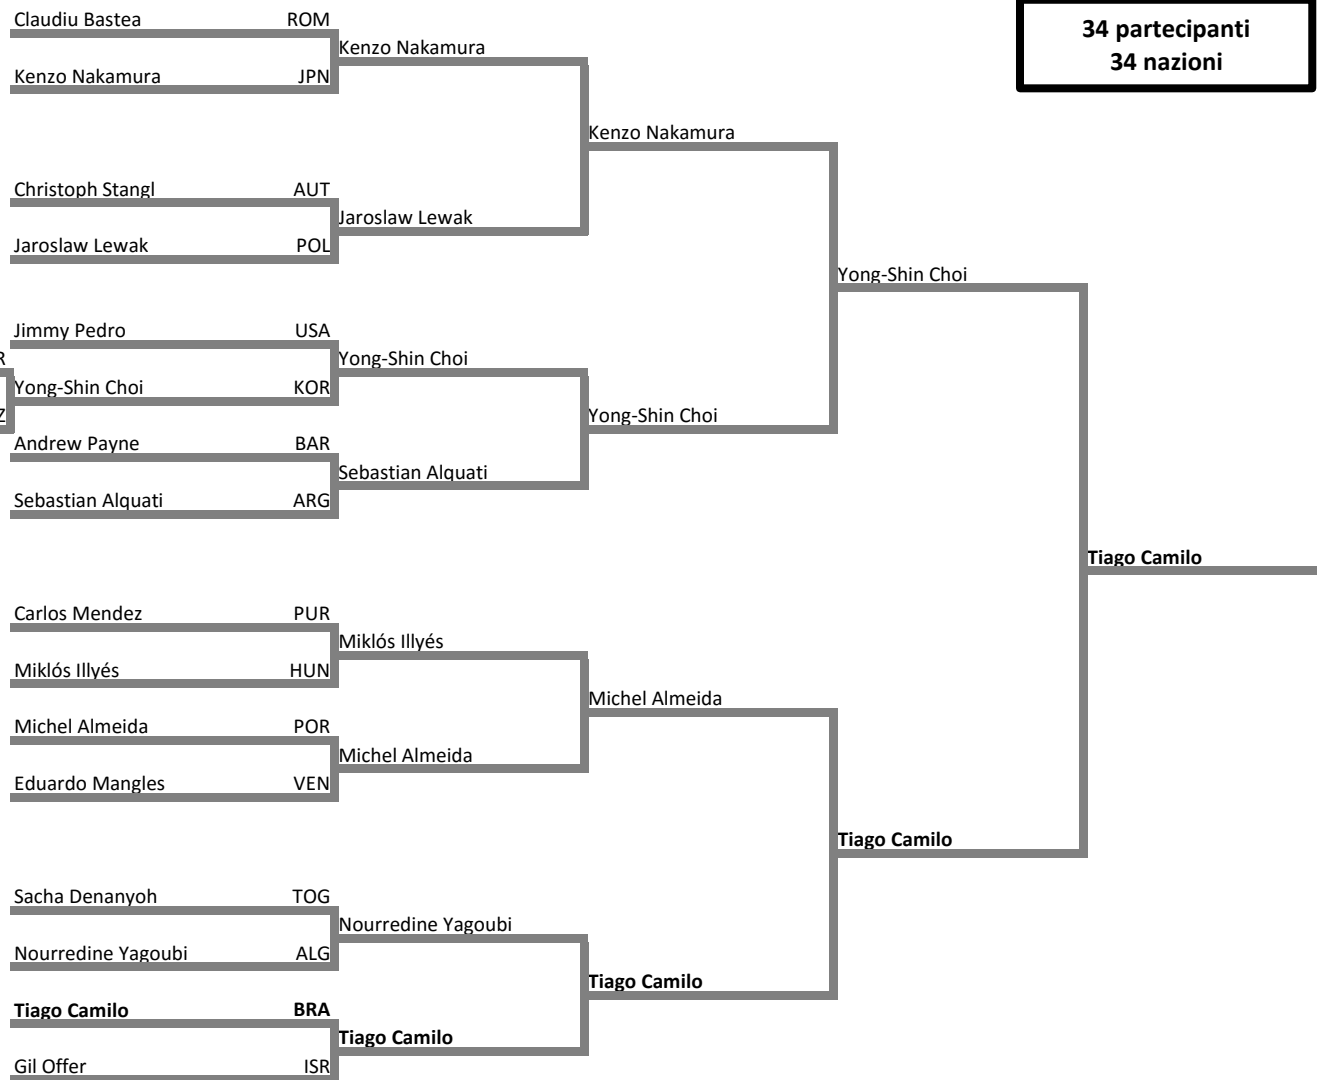 Claudiu Bastea ROM
34 partecipanti
34 nazioni
Kenzo Nakamura
Kenzo Nakamura JPN
Kenzo Nakamura
Christoph Stangl AUT
Jaroslaw Lewak
Jaroslaw Lewak POL
Yong-Shin Choi
Jimmy Pedro USA
R
Yong-Shin Choi
Yong-Shin Choi KOR
Z
Yong-Shin Choi
Andrew Payne BAR
Sebastian Alquati
Sebastian Alquati ARG
Tiago Camilo
Carlos Mendez PUR
Miklós Illyés
Miklós Illyés HUN
Michel Almeida
Michel Almeida POR
Michel Almeida
Eduardo Mangles VEN
Tiago Camilo
Sacha Denanyoh TOG
Nourredine Yagoubi
Nourredine Yagoubi ALG
Tiago Camilo
Tiago Camilo BRA
Tiago Camilo
Gil Offer ISR